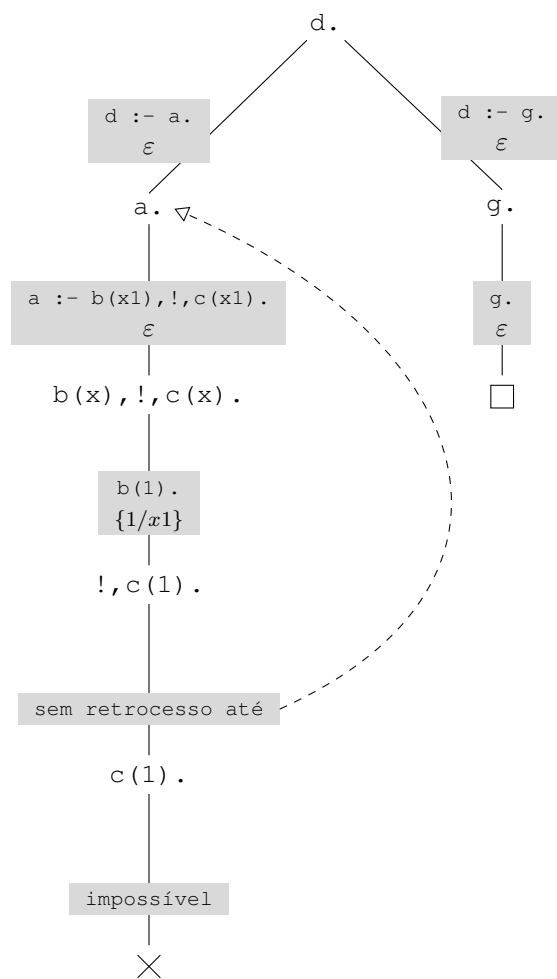 d.
d :- a.
ε
d :- g.
ε
a.
g.
a :- b(x1),!,c(x1).
ε
g.
ε
b(x),!,c(x).
b(1).
{1/x1}
!,c(1).
sem retrocesso até
c(1).
impossível